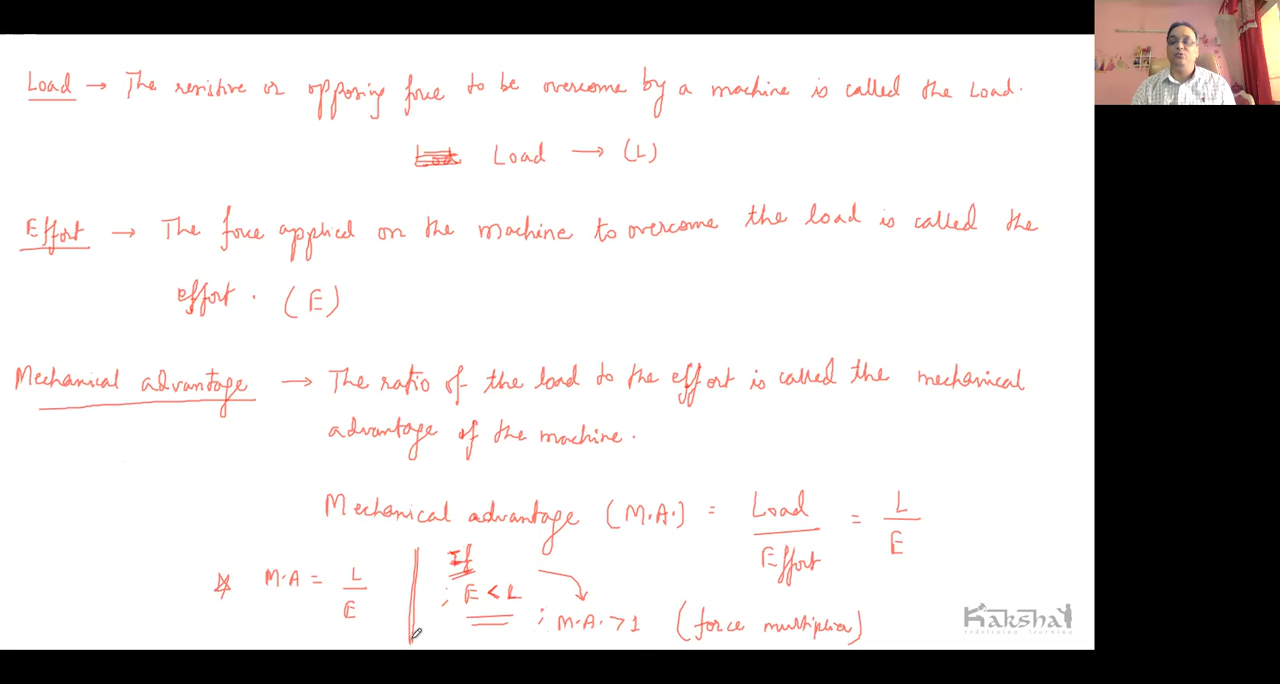 Load → The resistive or opposing force to be overcome by a machine is called the Load.
Load → (L)
Effort → The force applied on the machine to overcome the load is called the
effort. (E)
Mechanical advantage → The ratio of the load to the effort is called the mechanical
advantage of the machine.
Mechanical advantage (M.A.) = Load / Effort = L / E
M.A = L / E
If
; E < L
; M.A. > 1 (force multiplier)
kaksha
redefining learning